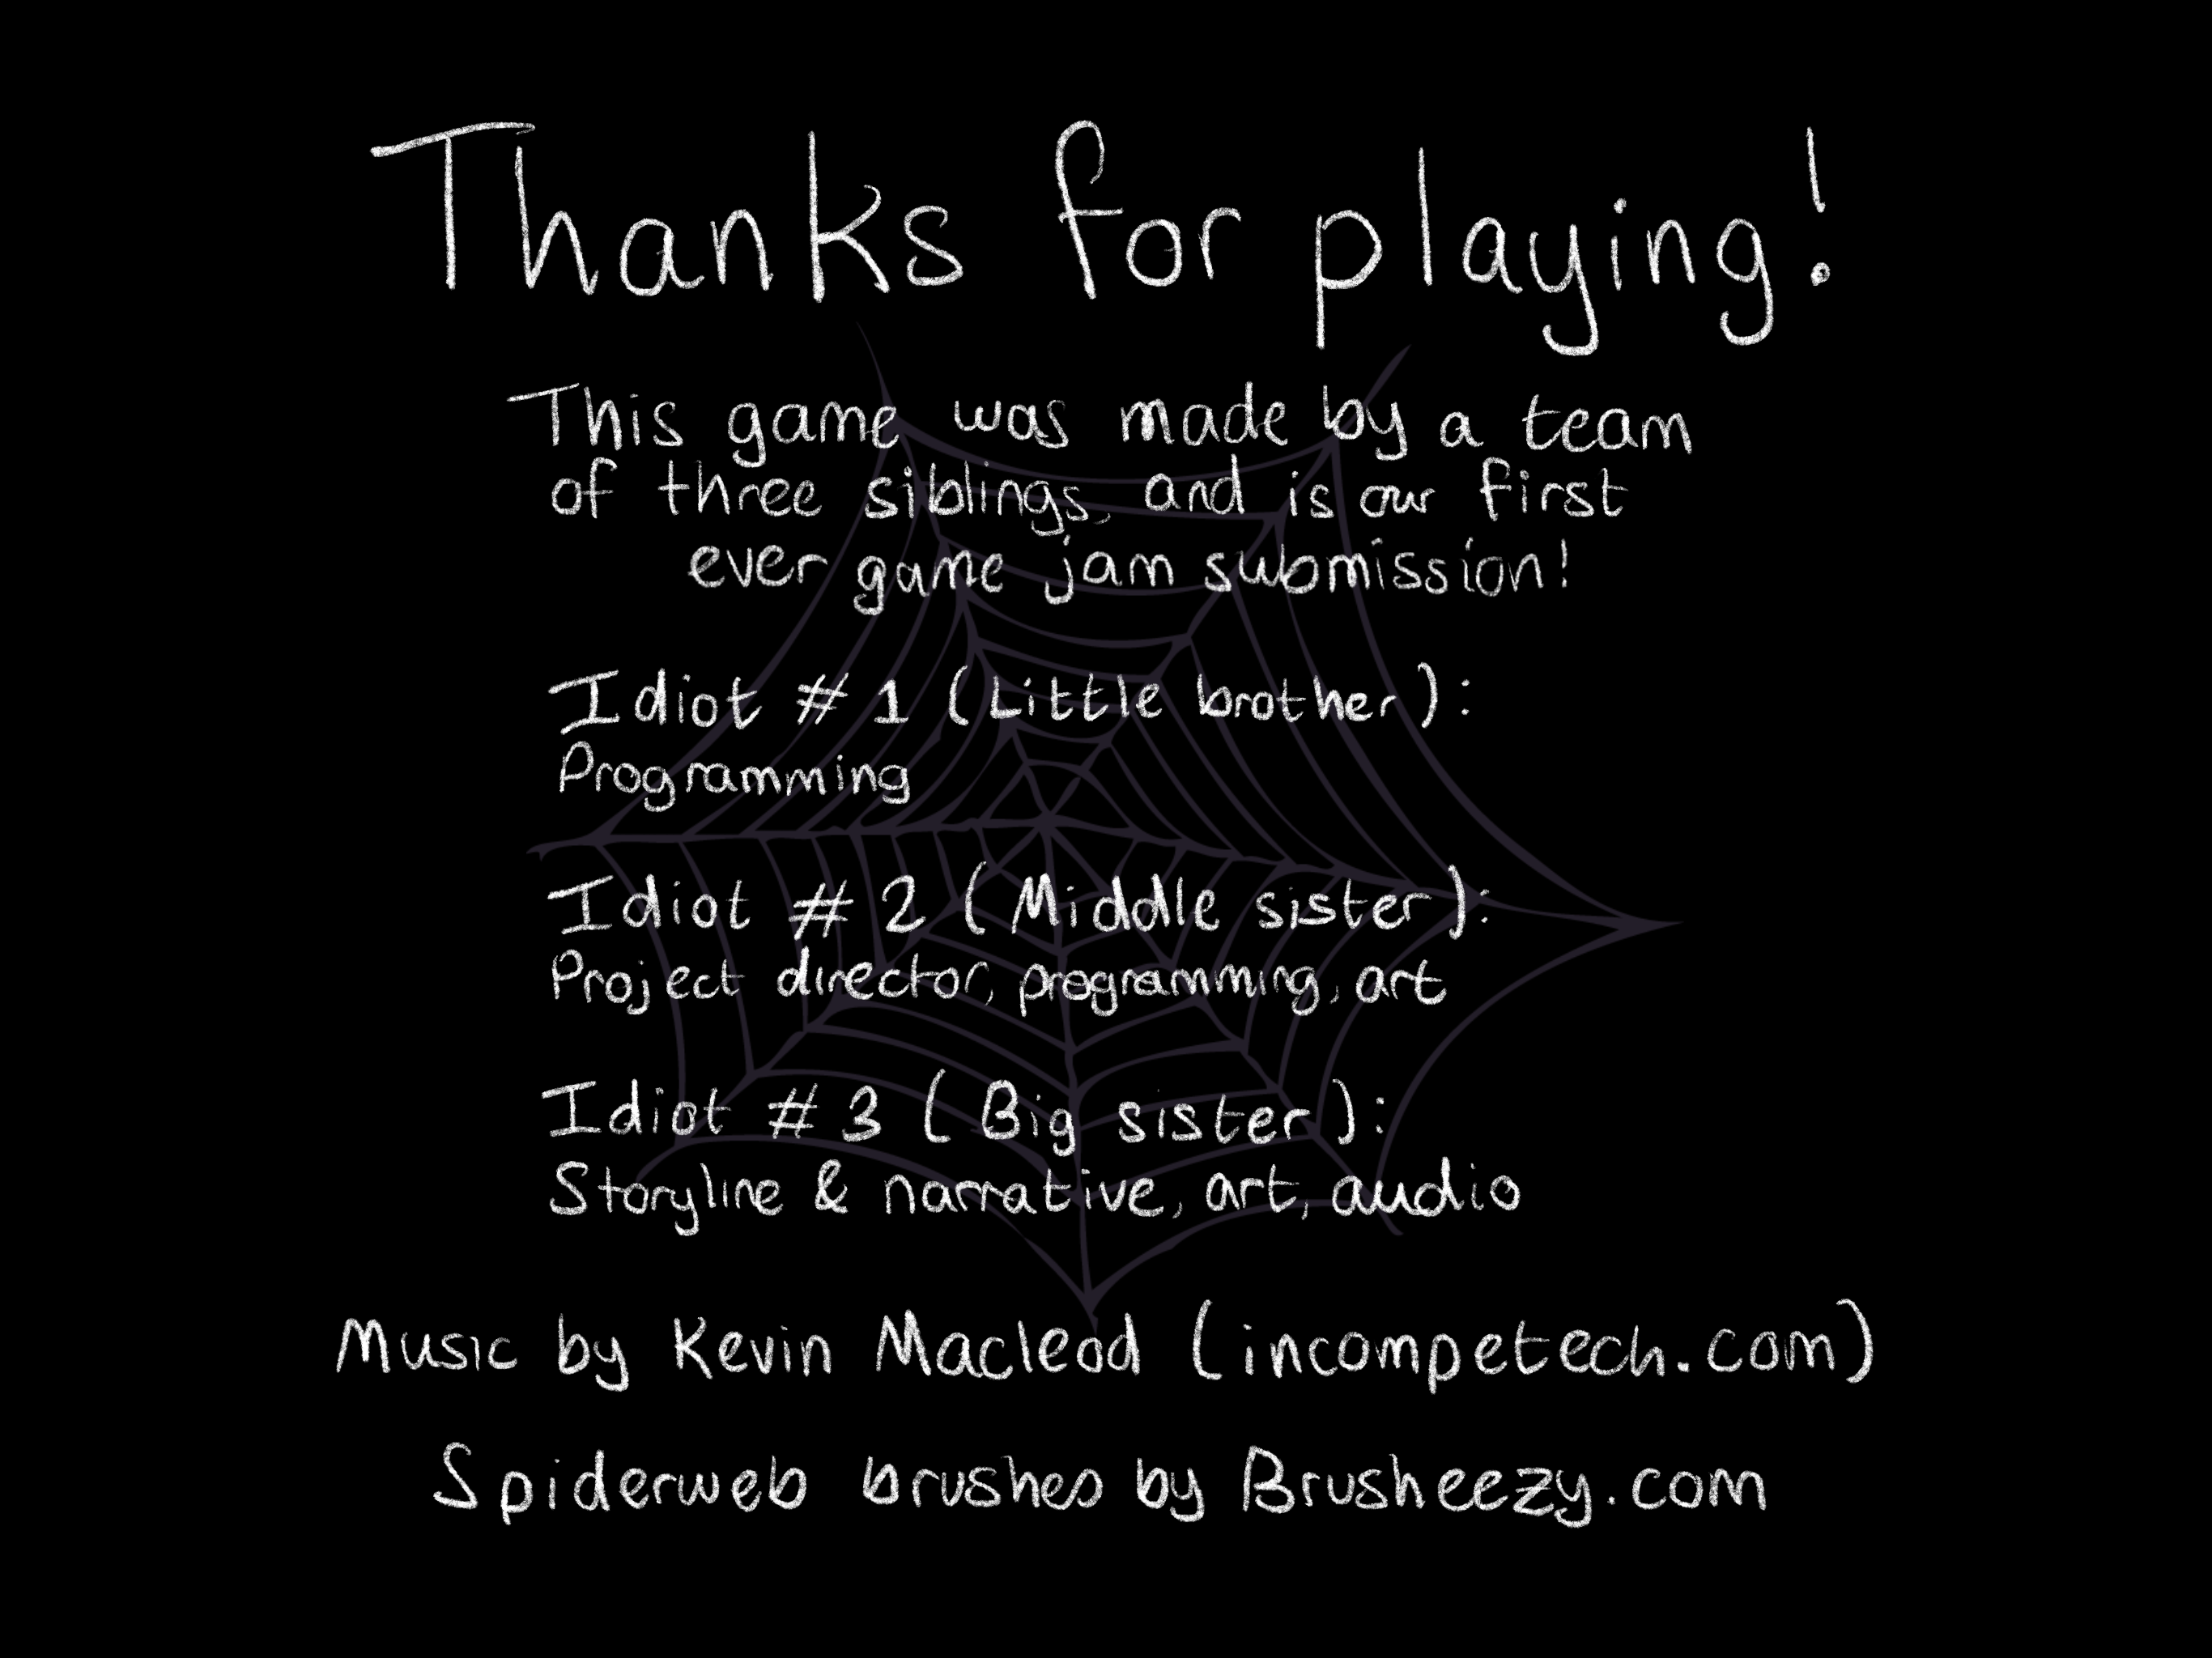 Thanks for playing!
This game was made by a team
of three siblings, and is our first
ever game jam submission!
Idiot #1 (Little brother):
Programming
Idiot #2 (Middle sister):
Project director, programming, art
Idiot #3 (Big sister):
Storyline & narrative, art, audio
Music by Kevin Macleod (incompetech.com)
Spiderweb brushes by Brusheezy.com